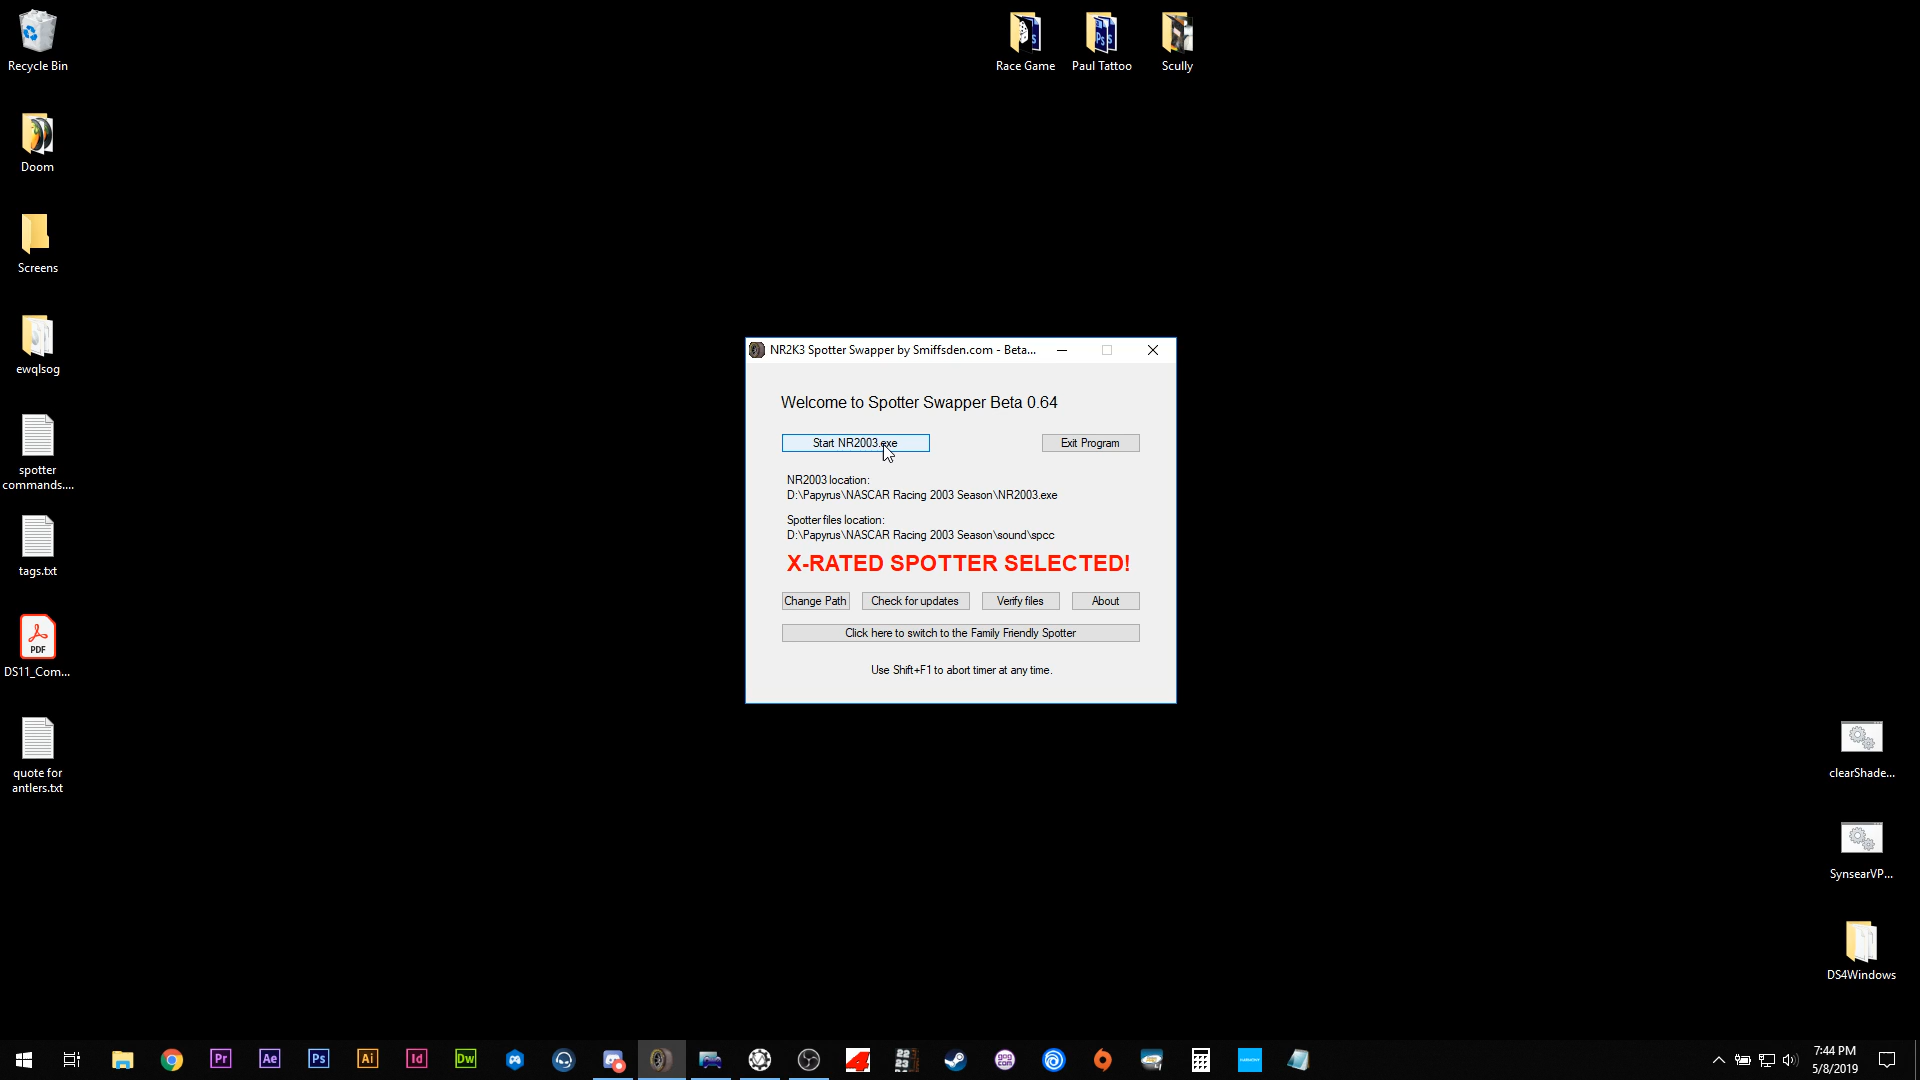 Recycle Bin
Race Game
Paul Tattoo
Scully
Doom
Screens
ewqlsog
spotter
commands....
tags.txt
PDF
DS11_Com...
quote for
antlers.txt
NR2K3 Spotter Swapper by Smiffsden.com - Beta...
Welcome to Spotter Swapper Beta 0.64
Start NR2003.exe
Exit Program
NR2003 location:
D:\Papyrus\NASCAR Racing 2003 Season\NR2003.exe
Spotter files location:
D:\Papyrus\NASCAR Racing 2003 Season\sound\spcc
X-RATED SPOTTER SELECTED!
Change Path
Check for updates
Verify files
About
Click here to switch to the Family Friendly Spotter
Use Shift+F1 to abort timer at any time.
clearShade...
SynsearVP...
DS4Windows
Pr
Ae
Ps
Ai
Id
Dw
7:44 PM
5/8/2019